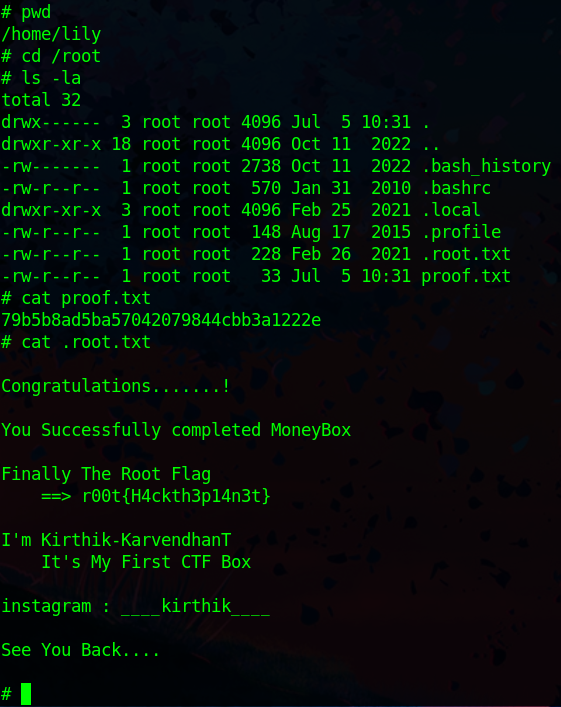 # pwd
/home/lily
# cd /root
# ls -la
total 32
drwx------  3 root root 4096 Jul  5 10:31 .
drwxr-xr-x 18 root root 4096 Oct 11  2022 ..
-rw-------  1 root root 2738 Oct 11  2022 .bash_history
-rw-r--r--  1 root root  570 Jan 31  2010 .bashrc
drwxr-xr-x  3 root root 4096 Feb 25  2021 .local
-rw-r--r--  1 root root  148 Aug 17  2015 .profile
-rw-r--r--  1 root root  228 Feb 26  2021 .root.txt
-rw-r--r--  1 root root   33 Jul  5 10:31 proof.txt
# cat proof.txt
79b5b8ad5ba57042079844cbb3a1222e
# cat .root.txt
Congratulations.......!
You Successfully completed MoneyBox
Finally The Root Flag
    ==> r00t{H4ckth3p14n3t}
I'm Kirthik-KarvendhanT
    It's My First CTF Box
instagram : ____kirthik____
See You Back....
#